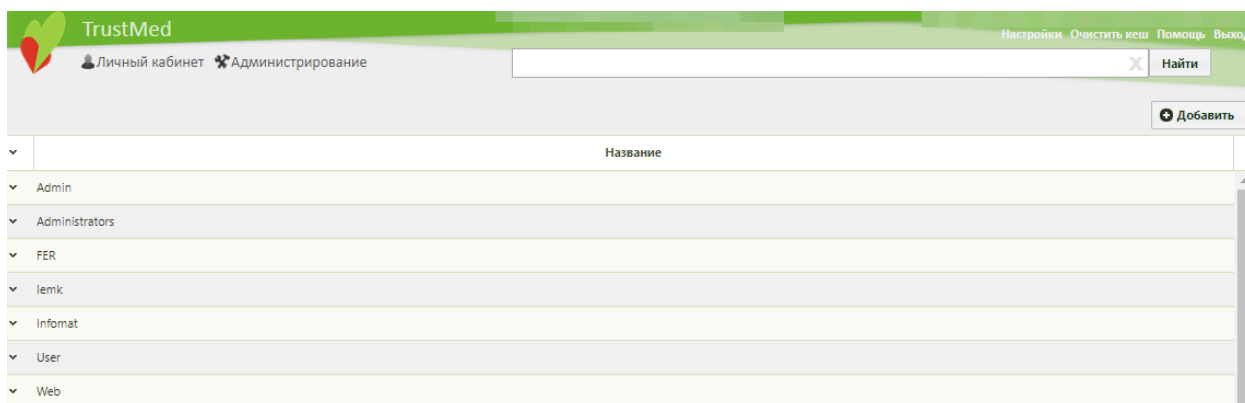 TrustMed
Настройки Очистить кеш Помощь Выход
Личный кабинет Администрирование
X Найти
Добавить
Название
Admin
Administrators
FER
Iemk
Infomat
User
Web